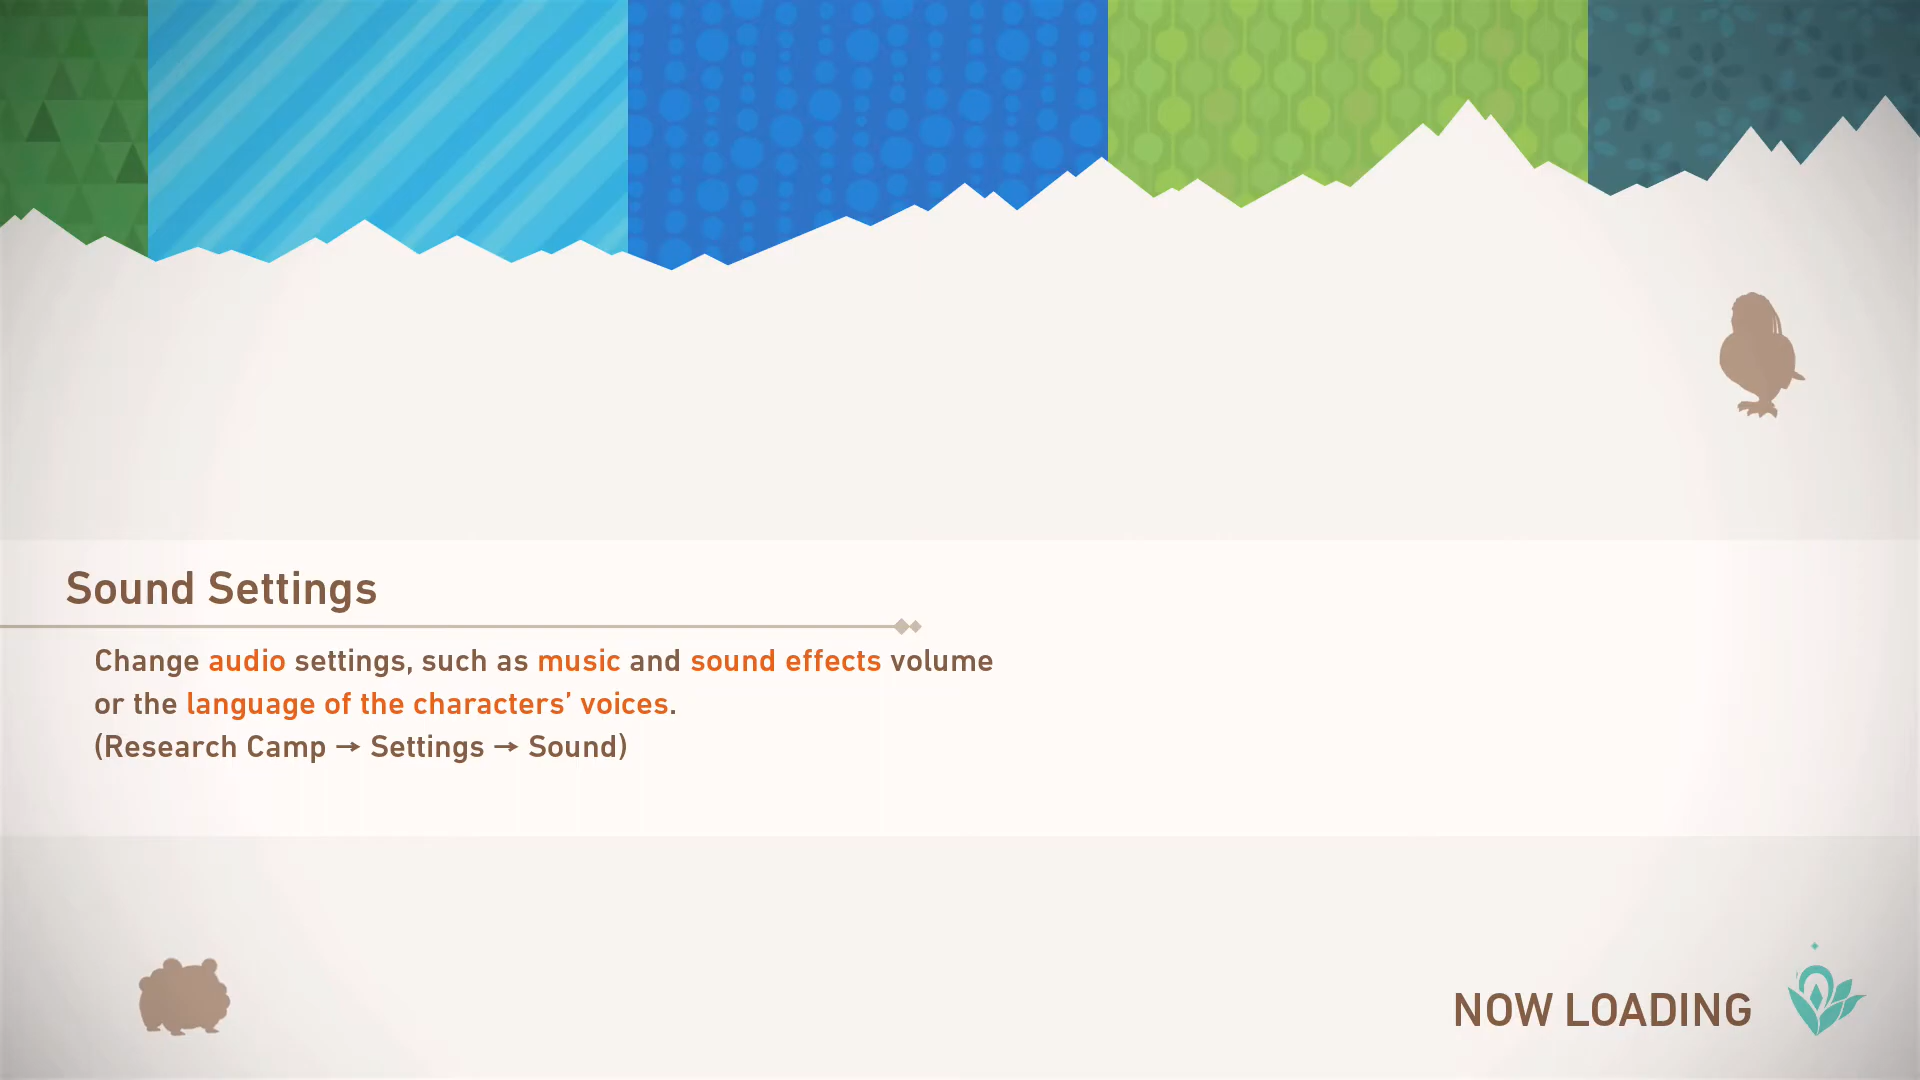 Sound Settings
Change audio settings, such as music and sound effects volume
or the language of the characters’ voices.
(Research Camp → Settings → Sound)
NOW LOADING